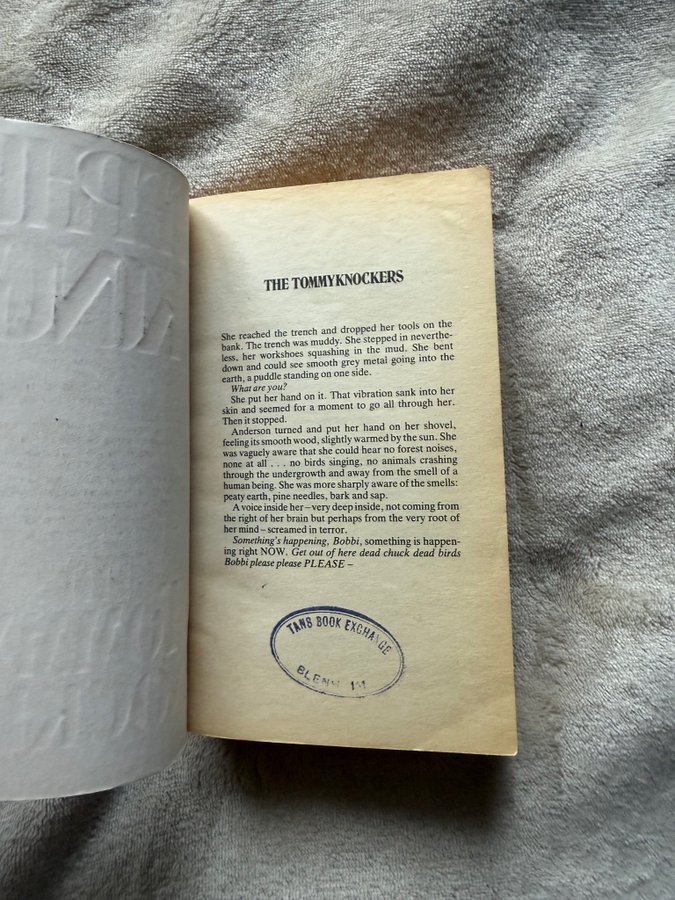 THE TOMMYKNOCKERS
She reached the trench and dropped her tools on the
bank. The trench was muddy. She stepped in neverthe-
less, her workshoes squashing in the mud. She bent
down and could see smooth grey metal going into the
earth, a puddle standing on one side.
What are you?
She put her hand on it. That vibration sank into her
skin and seemed for a moment to go all through her.
Then it stopped.
Anderson turned and put her hand on her shovel,
feeling its smooth wood, slightly warmed by the sun. She
was vaguely aware that she could hear no forest noises,
none at all . . . no birds singing, no animals crashing
through the undergrowth and away from the smell of a
human being. She was more sharply aware of the smells:
peaty earth, pine needles, bark and sap.
A voice inside her – very deep inside, not coming from
the right of her brain but perhaps from the very root of
her mind – screamed in terror.
Something's happening, Bobbi, something is happen-
ing right NOW. Get out of here dead chuck dead birds
Bobbi please please PLEASE –
TANS BOOK EXCHANGE